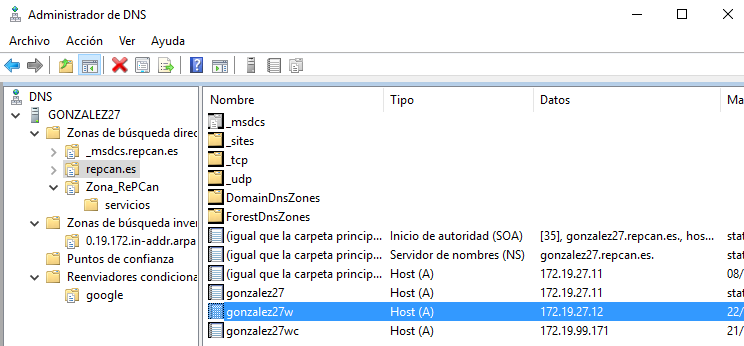 Administrador de DNS
Archivo Acción Ver Ayuda
DNS
GONZALEZ27
Zonas de búsqueda direc
_msdcs.repcan.es
repcan.es
Zona_RePCan
servicios
Zonas de búsqueda inver
0.19.172.in-addr.arpa
Puntos de confianza
Reenviadores condiciona
google
Nombre Tipo Datos Ma
_msdcs
_sites
_tcp
_udp
DomainDnsZones
ForestDnsZones
(igual que la carpeta princip... Inicio de autoridad (SOA) [35], gonzalez27.repcan.es., hos... stat
(igual que la carpeta princip... Servidor de nombres (NS) gonzalez27.repcan.es. stat
(igual que la carpeta princip... Host (A) 172.19.27.11 08/
gonzalez27 Host (A) 172.19.27.11 stat
gonzalez27w Host (A) 172.19.27.12 22/
gonzalez27wc Host (A) 172.19.99.171 21/